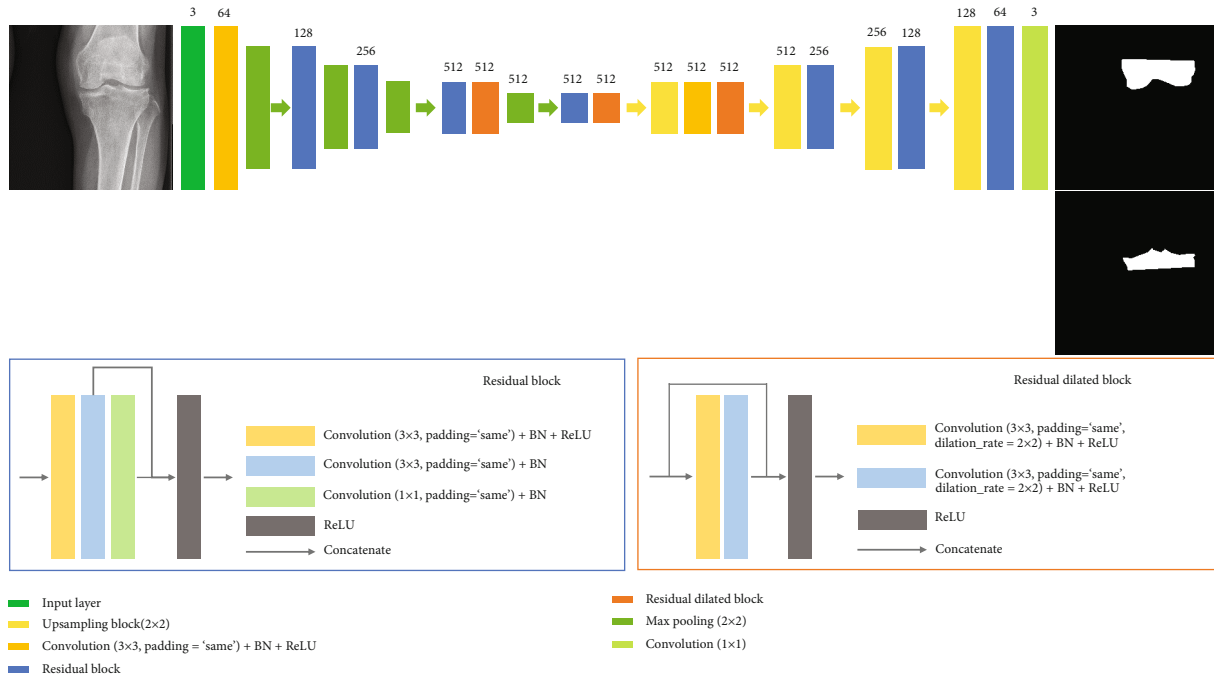 3
64
128
256
512
512
512
512
512
512
512
512
512
256
256
128
128
64
3
Residual block
Convolution (3×3, padding=‘same’) + BN + ReLU
Convolution (3×3, padding=‘same’) + BN
Convolution (1×1, padding=‘same’) + BN
ReLU
Concatenate
Residual dilated block
Convolution (3×3, padding=‘same’,
dilation_rate = 2×2) + BN + ReLU
Convolution (3×3, padding=‘same’,
dilation_rate = 2×2) + BN + ReLU
ReLU
Concatenate
Input layer
Upsampling block(2×2)
Convolution (3×3, padding = ‘same’) + BN + ReLU
Residual block
Residual dilated block
Max pooling (2×2)
Convolution (1×1)